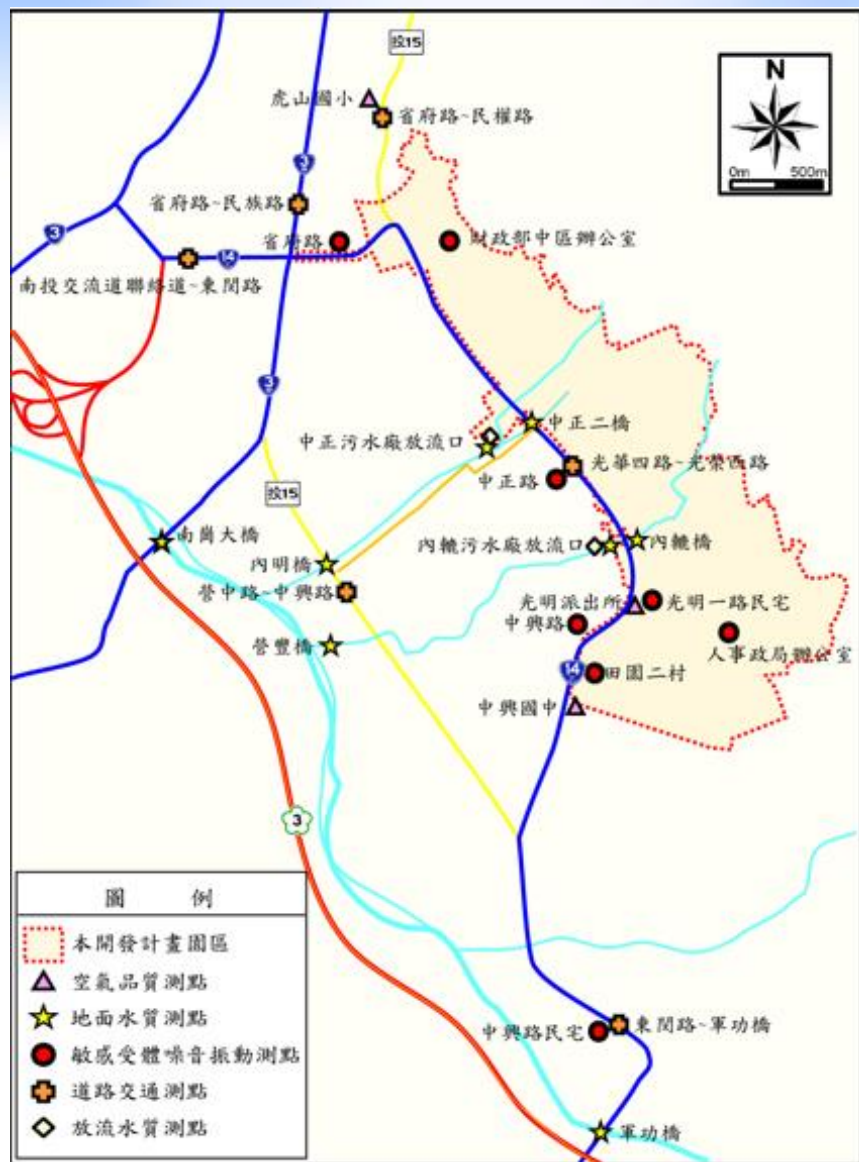 投15
N
0m 500m
虎山國小
省府路~民權路
3
省府路~民族路
省府路
財政部中區辦公室
3
14
南投交流道聯絡道~東閔路
3
中正二橋
中正污水廠放流口
光華四路~光榮西路
中正路
投15
南崗大橋
內轆污水廠放流口
內轆橋
內明橋
營中路~中興路
光明派出所
光明一路民宅
中興路
人事政局辦公室
營豐橋
14
田園二村
中興國中
3
圖 例
本開發計畫園區
空氣品質測點
地面水質測點
敏感受體噪音振動測點
道路交通測點
放流水質測點
中興路民宅
東閔路~軍功橋
軍功橋